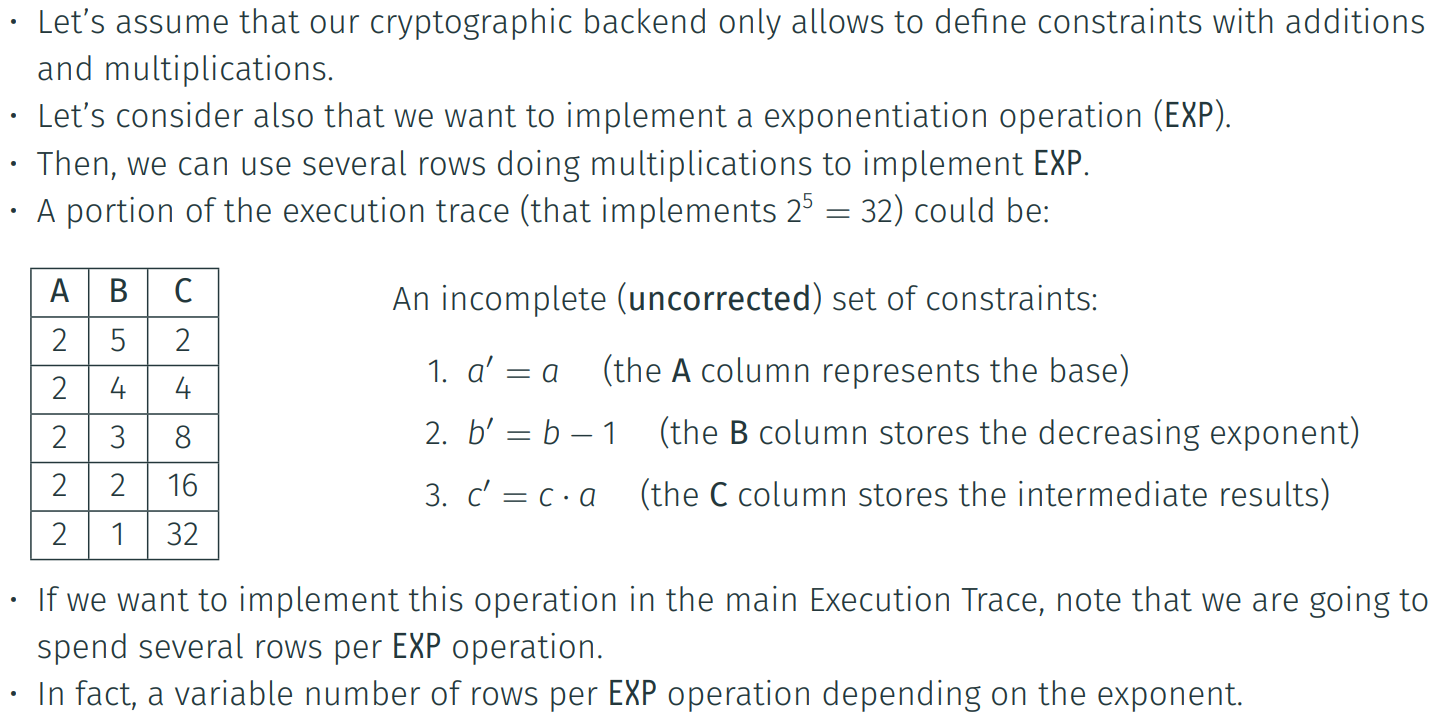 · Let’s assume that our cryptographic backend only allows to define constraints with additions
and multiplications.
· Let’s consider also that we want to implement a exponentiation operation (EXP).
· Then, we can use several rows doing multiplications to implement EXP.
· A portion of the execution trace (that implements 2⁵ = 32) could be:
A B C
2 5 2
2 4 4
2 3 8
2 2 16
2 1 32
An incomplete (uncorrected) set of constraints:
1. a′ = a (the A column represents the base)
2. b′ = b – 1 (the B column stores the decreasing exponent)
3. c′ = c · a (the C column stores the intermediate results)
· If we want to implement this operation in the main Execution Trace, note that we are going to
spend several rows per EXP operation.
· In fact, a variable number of rows per EXP operation depending on the exponent.